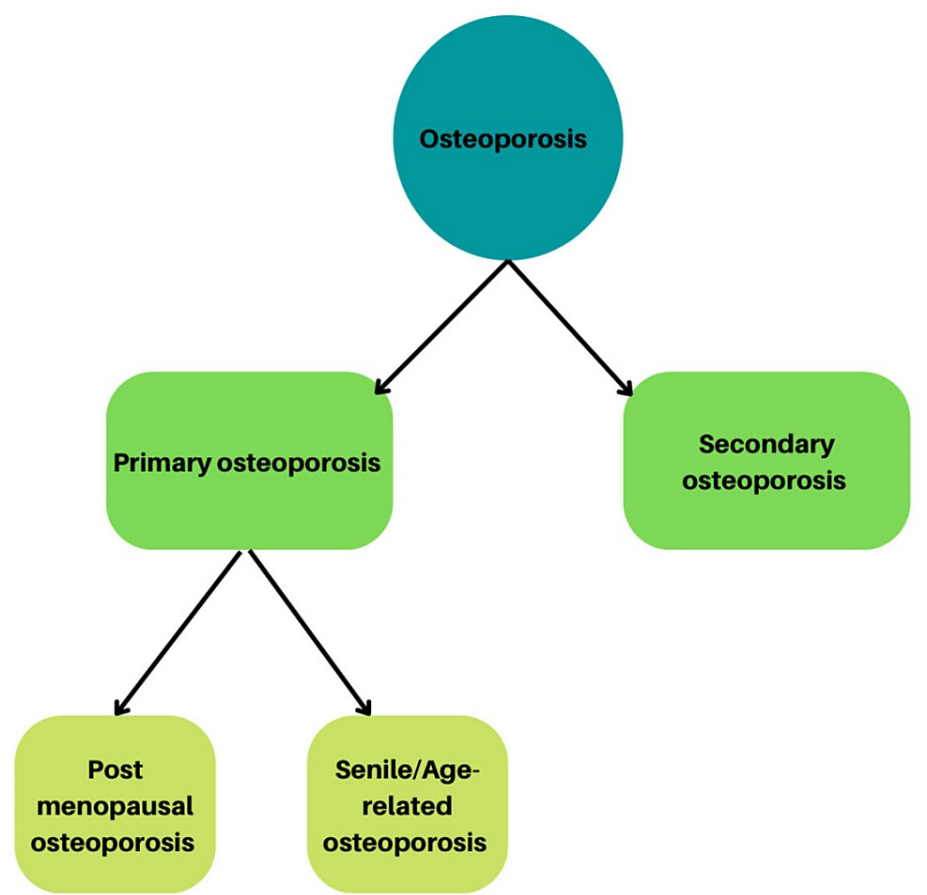 Osteoporosis
Primary osteoporosis
Secondary
osteoporosis
Post
menopausal
osteoporosis
Senile/Age-
related
osteoporosis